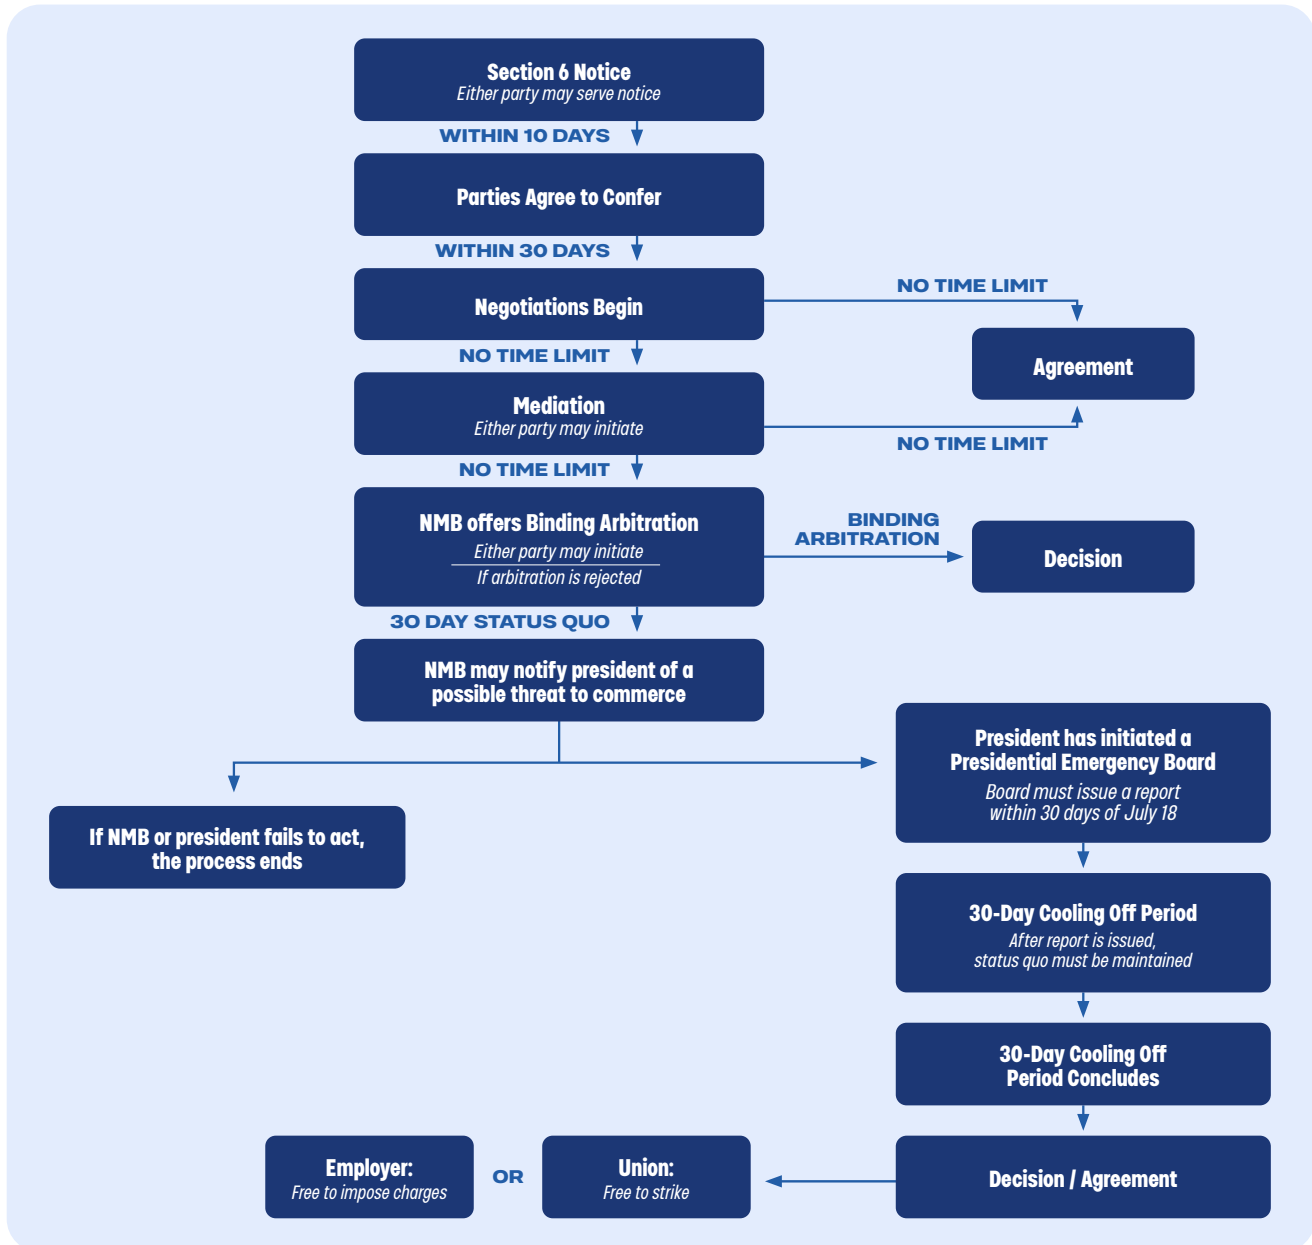 Section 6 Notice
Either party may serve notice
WITHIN 10 DAYS
Parties Agree to Confer
WITHIN 30 DAYS
Negotiations Begin
NO TIME LIMIT
Agreement
NO TIME LIMIT
Mediation
Either party may initiate
NO TIME LIMIT
NO TIME LIMIT
NMB offers Binding Arbitration
Either party may initiate
If arbitration is rejected
BINDING
ARBITRATION
Decision
30 DAY STATUS QUO
NMB may notify president of a
possible threat to commerce
If NMB or president fails to act,
the process ends
President has initiated a
Presidential Emergency Board
Board must issue a report
within 30 days of July 18
30-Day Cooling Off Period
After report is issued,
status quo must be maintained
30-Day Cooling Off
Period Concludes
Decision / Agreement
Union:
Free to strike
OR
Employer:
Free to impose charges